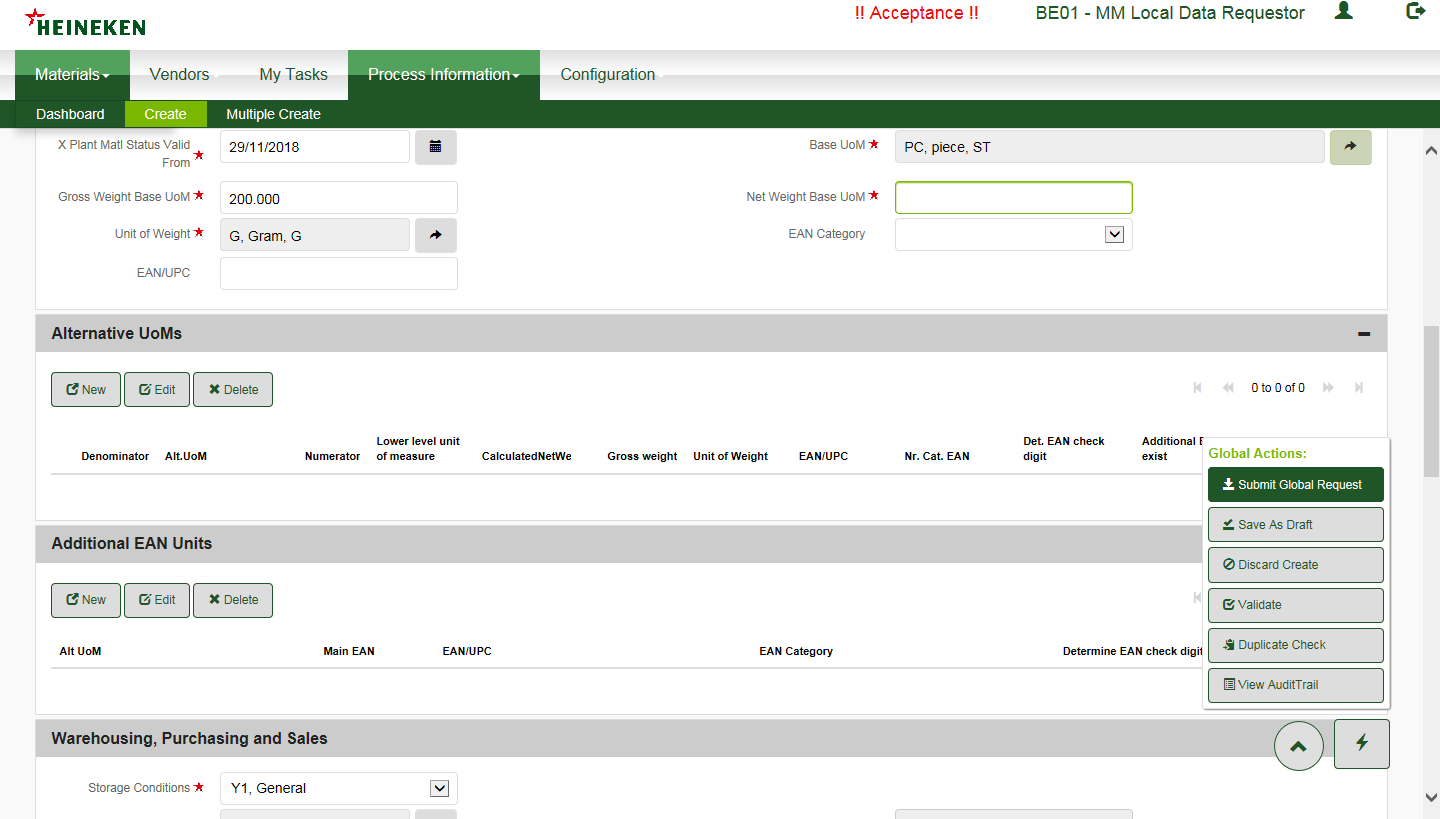 HEINEKEN
!! Acceptance !!
BE01 - MM Local Data Requestor
Materials
Vendors
My Tasks
Process Information
Configuration
Dashboard
Create
Multiple Create
X Plant Matl Status Valid
From
29/11/2018
Base UoM
PC, piece, ST
Gross Weight Base UoM
200.000
Net Weight Base UoM
Unit of Weight
G, Gram, G
EAN Category
EAN/UPC
Alternative UoMs
New
Edit
Delete
0 to 0 of 0
Denominator
Alt.UoM
Numerator
Lower level unit
of measure
CalculatedNetWe
Gross weight
Unit of Weight
EAN/UPC
Nr. Cat. EAN
Det. EAN check
digit
Additional
exist
Global Actions:
Submit Global Request
Save As Draft
Discard Create
Validate
Duplicate Check
View AuditTrail
Additional EAN Units
New
Edit
Delete
Alt UoM
Main EAN
EAN/UPC
EAN Category
Determine EAN check digit
Warehousing, Purchasing and Sales
Storage Conditions
Y1, General